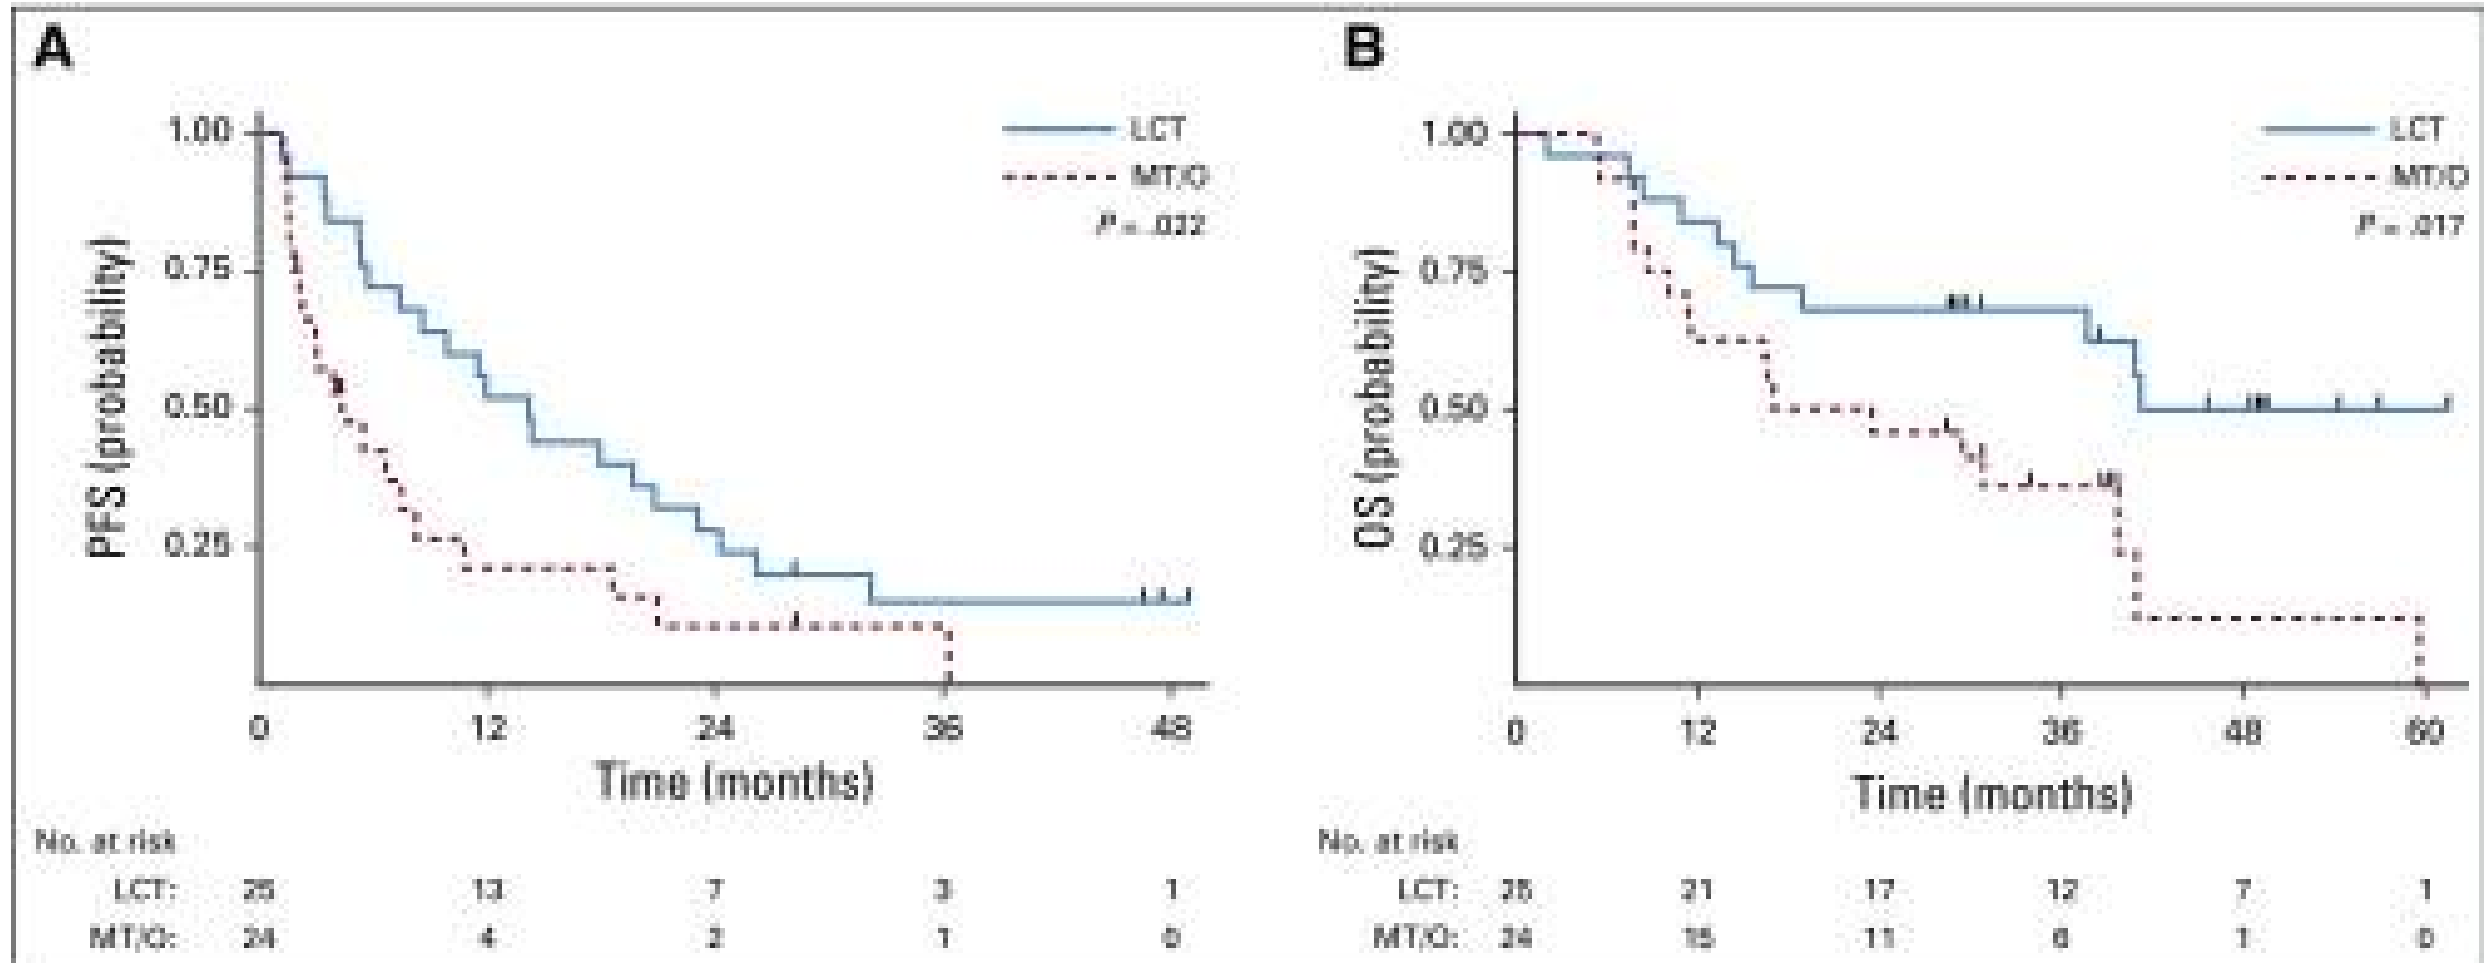 A
PFS (probability)
1.00
0.75
0.50
0.25
LCT
MT/O
P = .022
0 12 24 36 48
Time (months)
No. at risk
LCT: 25 13 7 3 1
MT/O: 24 4 2 1 0
B
OS (probability)
1.00
0.75
0.50
0.25
LCT
MT/O
P = .017
0 12 24 36 48 60
Time (months)
No. at risk
LCT: 25 21 17 12 7 1
MT/O: 24 15 11 6 1 0